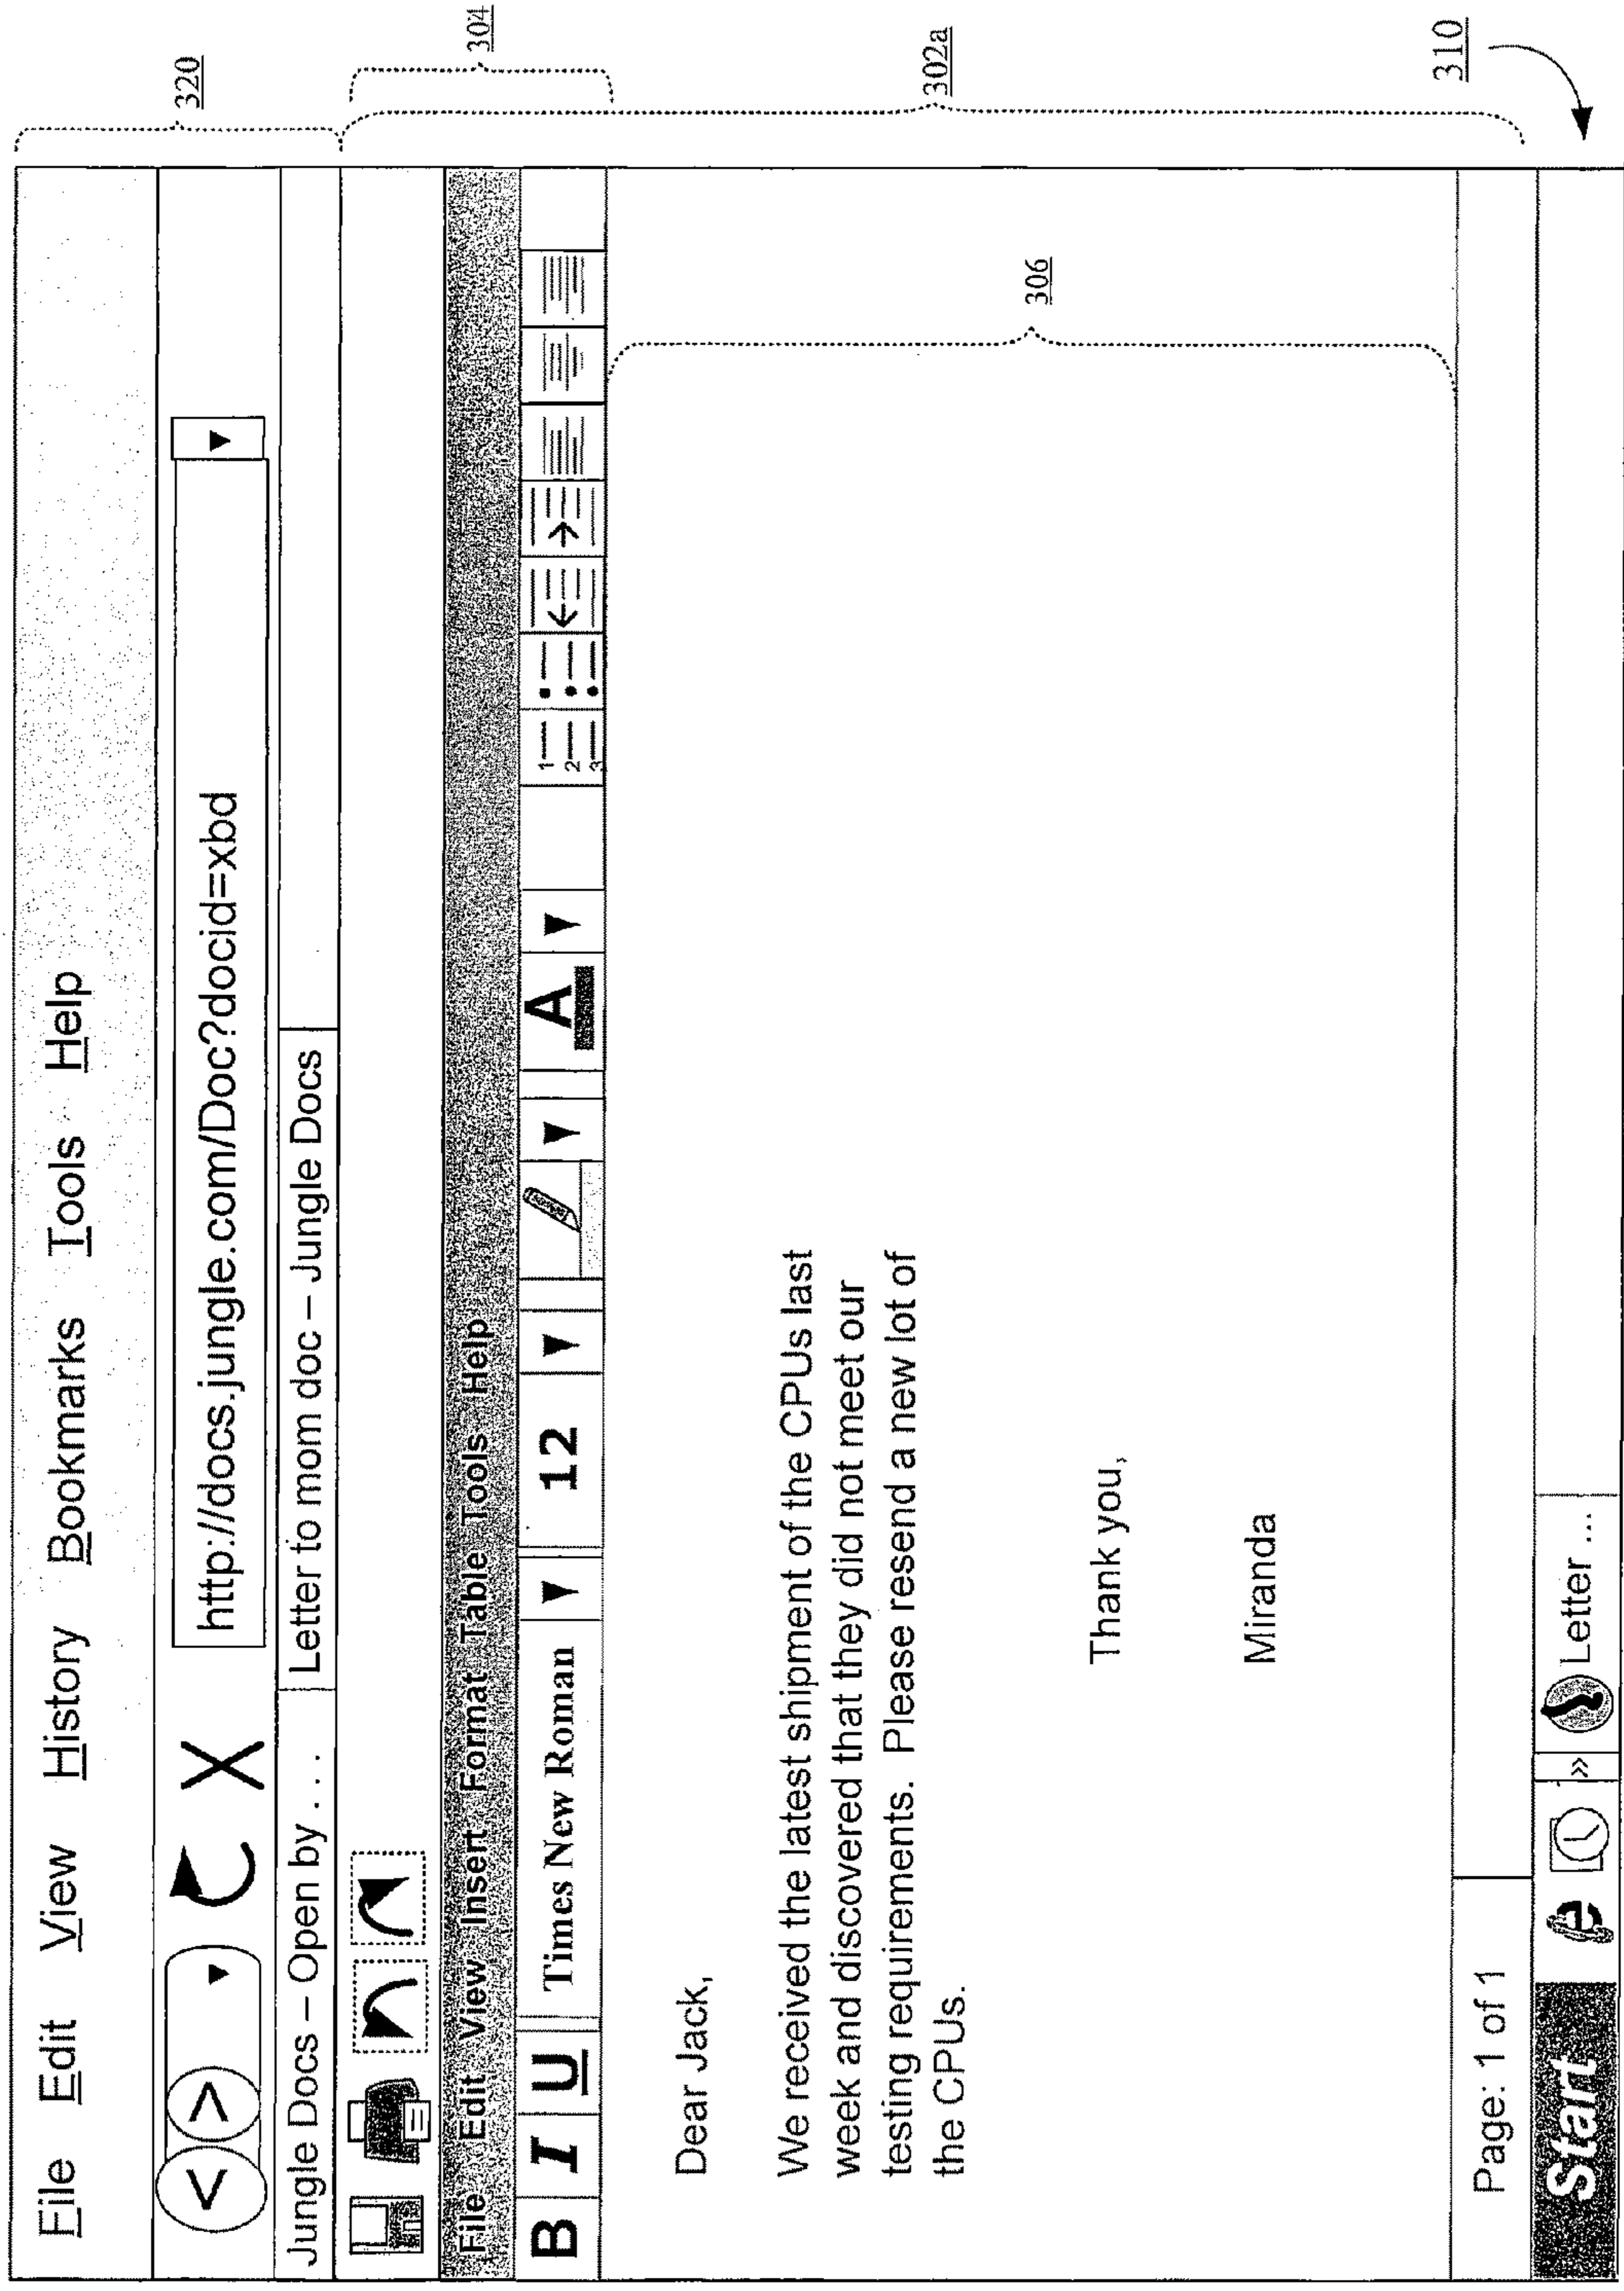 File Edit View History Bookmarks Tools Help
< > http://docs.jungle.com/Doc?docid=xbd
Jungle Docs – Open by . . . Letter to mom doc – Jungle Docs
320
File Edit View Insert Format Table Tools Help
B I U Times New Roman 12 A 1 2 3
304
Dear Jack,
We received the latest shipment of the CPUs last
week and discovered that they did not meet our
testing requirements. Please resend a new lot of
the CPUs.
306
302a
Thank you,
Miranda
Page: 1 of 1
310
Start e » Letter ...